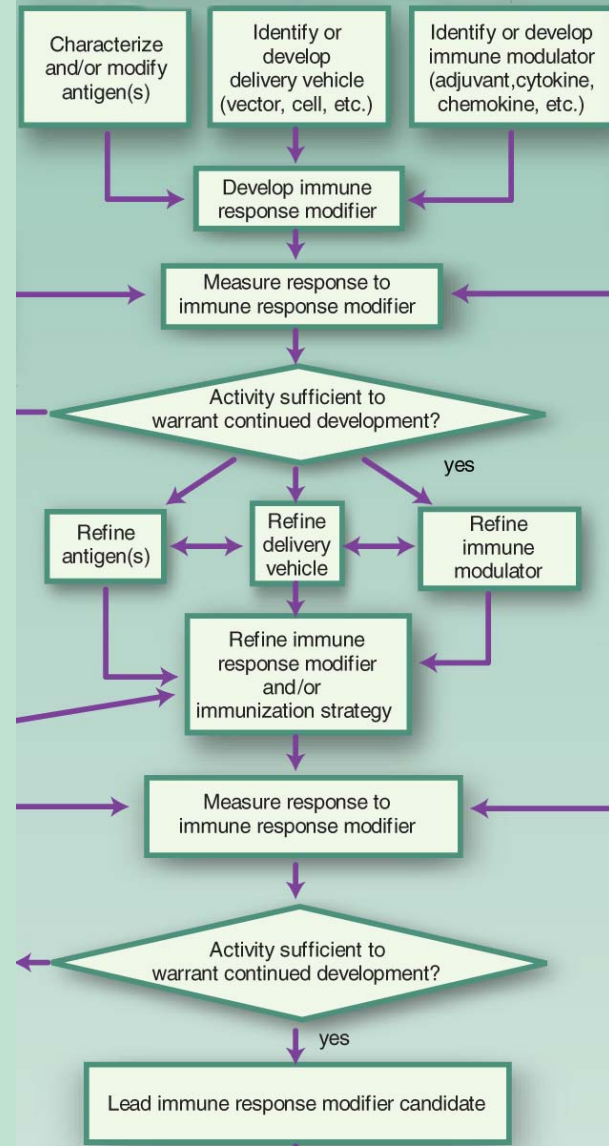 Characterize
and/or modify
antigen(s)
Identify or
develop
delivery vehicle
(vector, cell, etc.)
Identify or develop
immune modulator
(adjuvant,cytokine,
chemokine, etc.)
Develop immune
response modifier
Measure response to
immune response modifier
Activity sufficient to
warrant continued development?
yes
Refine
antigen(s)
Refine
delivery
vehicle
Refine
immune
modulator
Refine immune
response modifier
and/or
immunization strategy
Measure response to
immune response modifier
Activity sufficient to
warrant continued development?
yes
Lead immune response modifier candidate